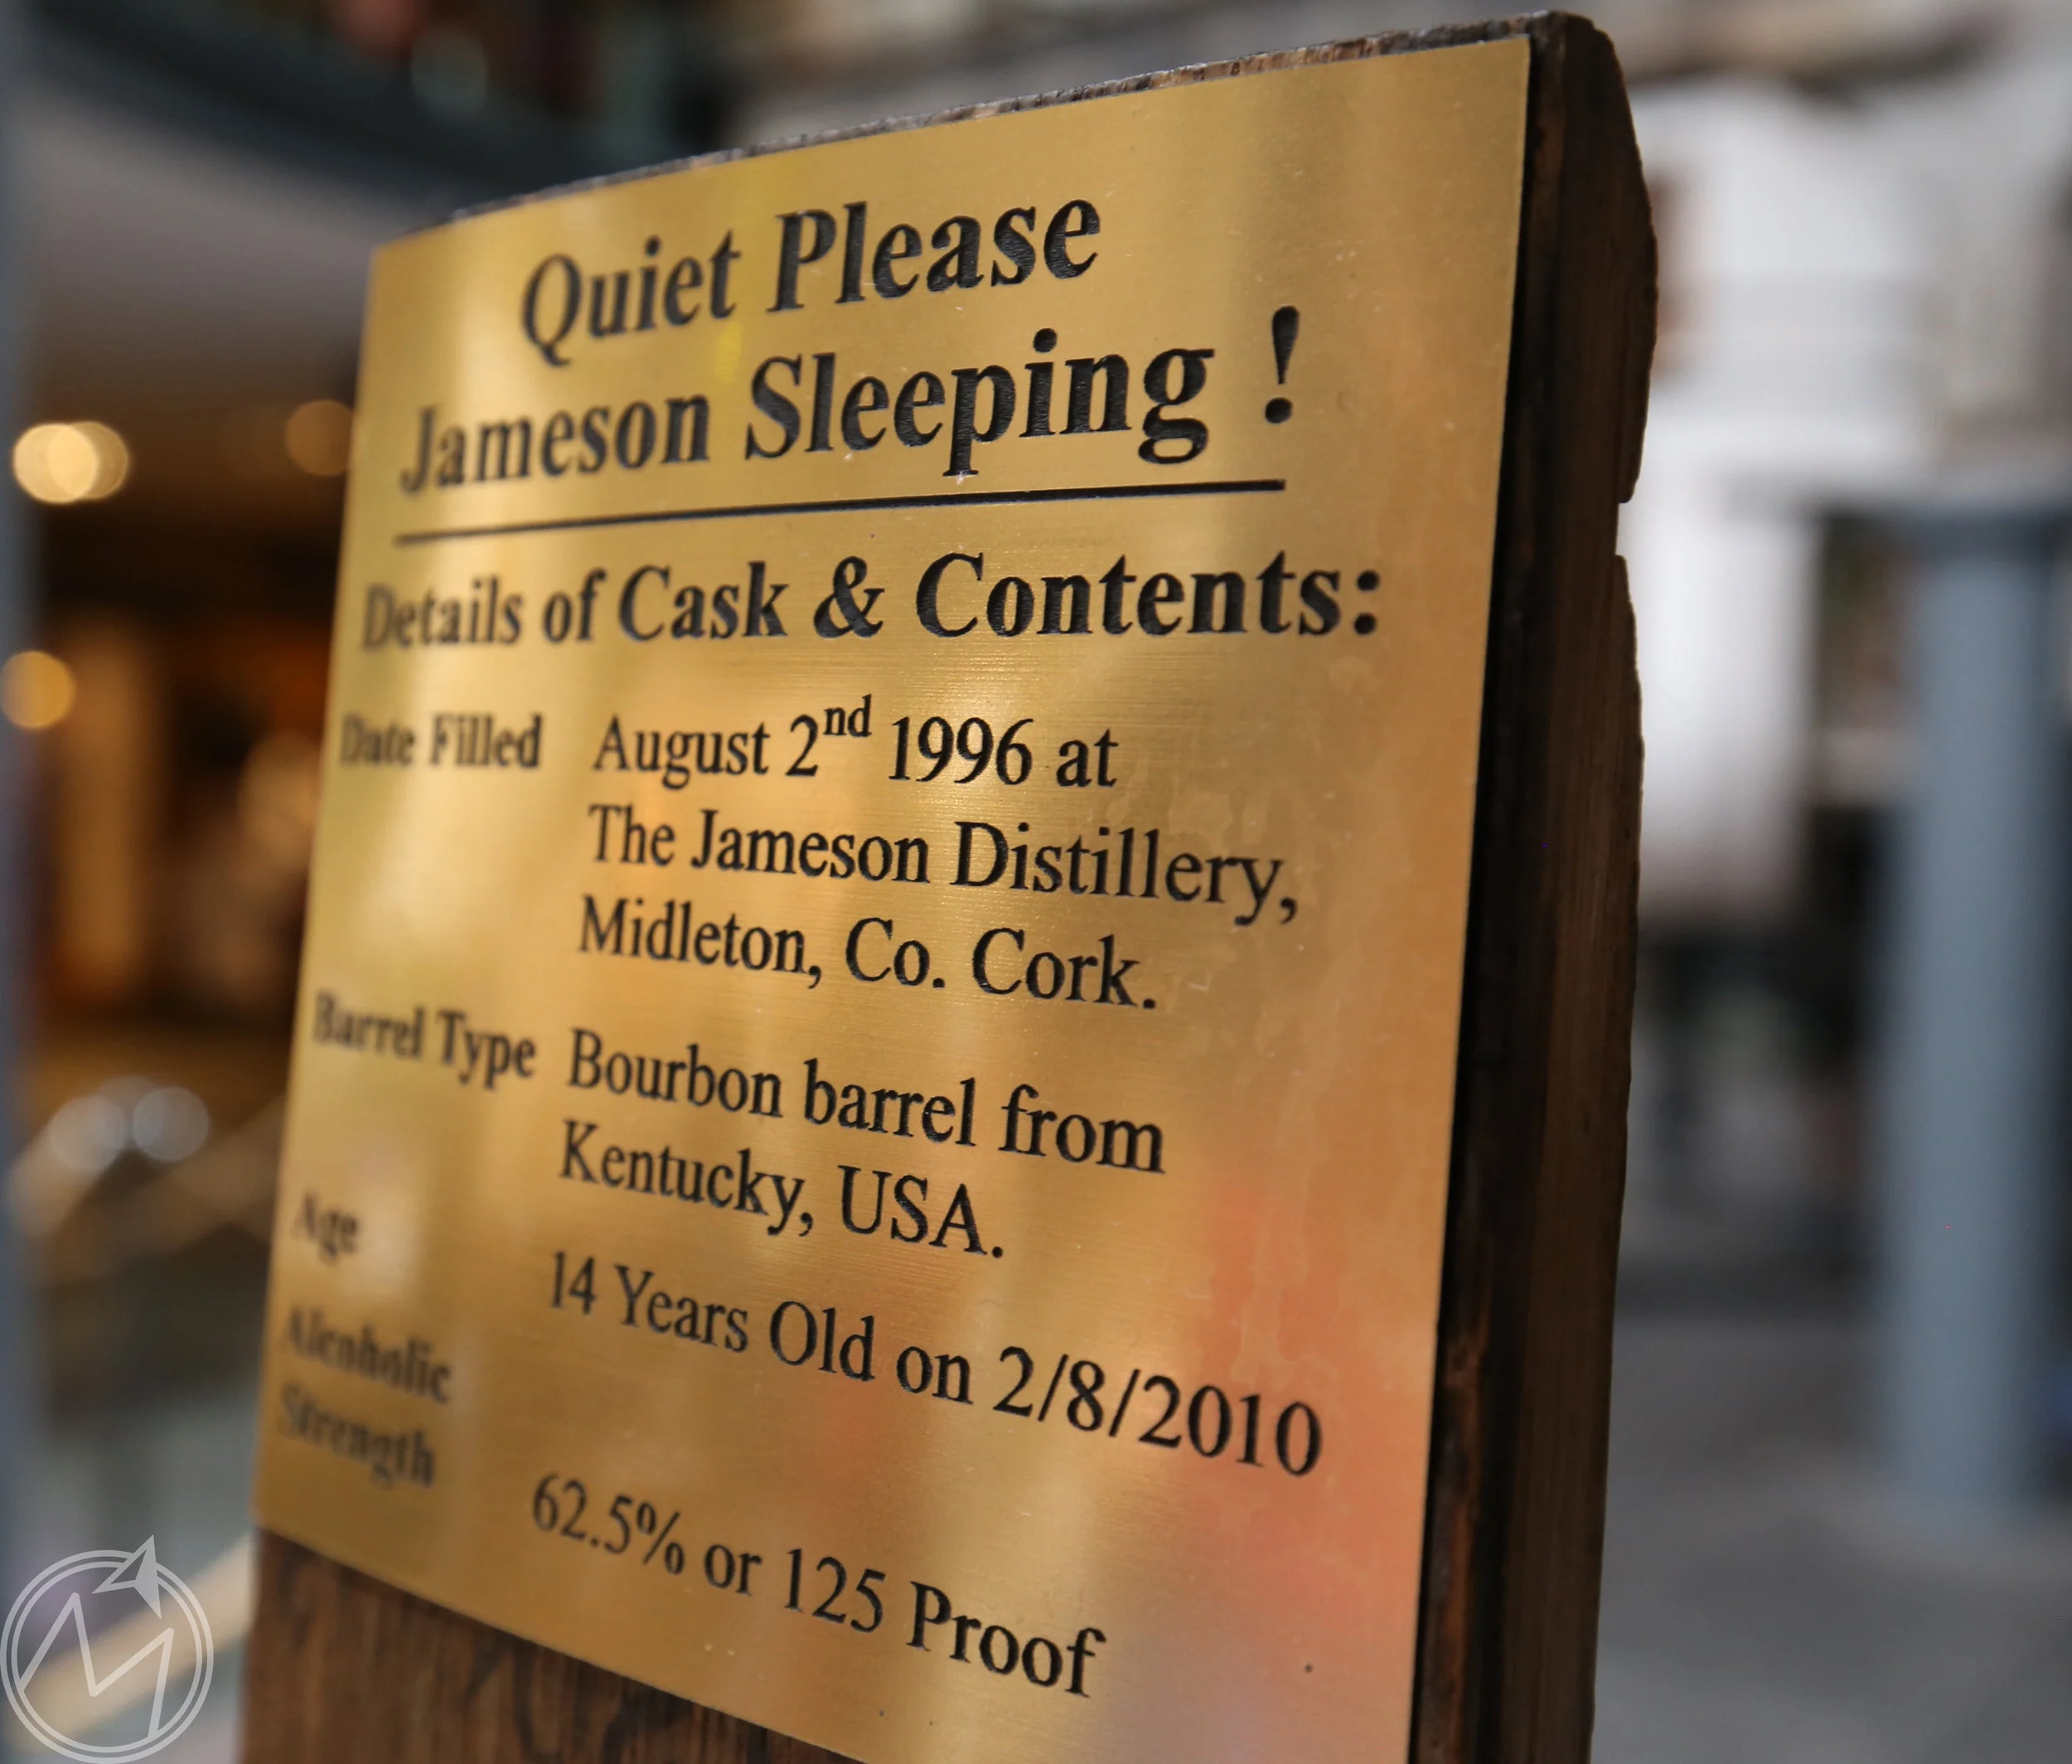 Quiet Please
Jameson Sleeping !
Details of Cask & Contents:
Date Filled August 2nd 1996 at
The Jameson Distillery,
Midleton, Co. Cork.
Barrel Type Bourbon barrel from
Kentucky, USA.
Age 14 Years Old on 2/8/2010
Alcoholic
Strength 62.5% or 125 Proof